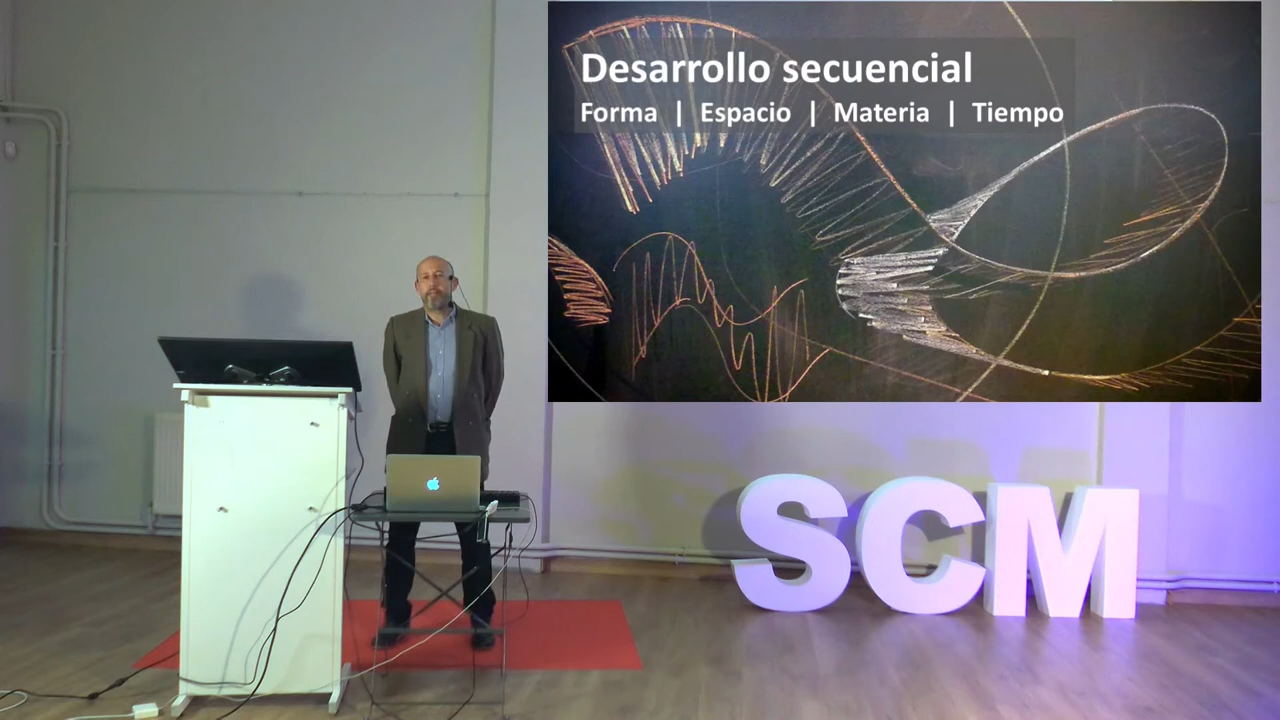 Desarrollo secuencial
Forma | Espacio | Materia | Tiempo
SCM